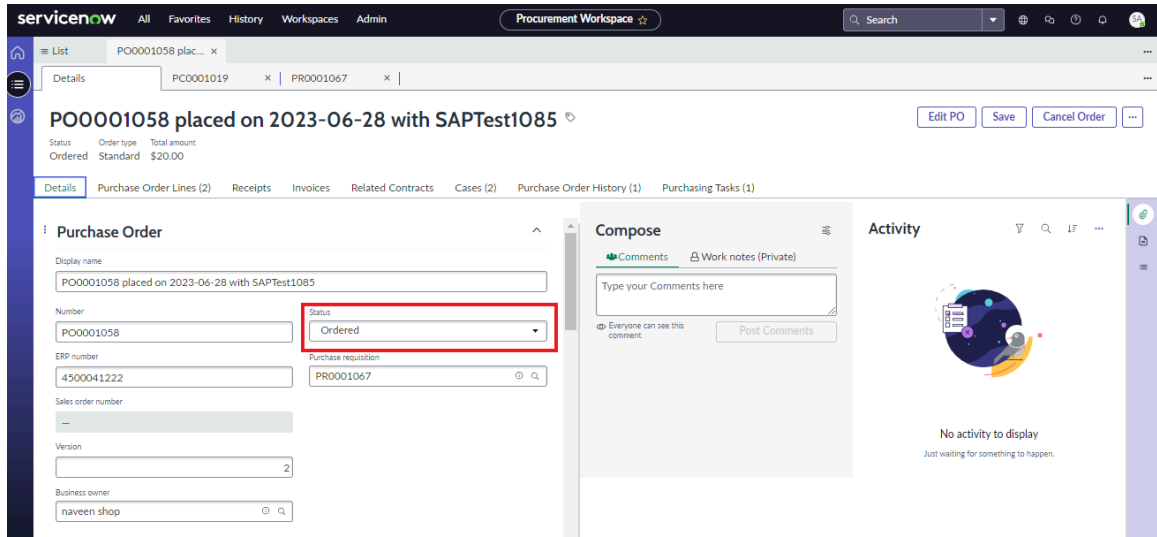 servicenow All Favorites History Workspaces Admin Procurement Workspace Search SA
List PO0001058 plac... ×
Details PC0001019 × PR0001067 ×
PO0001058 placed on 2023-06-28 with SAPTest1085 Edit PO Save Cancel Order
Status Order type Total amount
Ordered Standard $20.00
Details Purchase Order Lines (2) Receipts Invoices Related Contracts Cases (2) Purchase Order History (1) Purchasing Tasks (1)
Purchase Order
Display name
PO0001058 placed on 2023-06-28 with SAPTest1085
Number
PO0001058
Status
Ordered
ERP number
4500041222
Purchase requisition
PR0001067
Sales order number
—
Version
2
Business owner
naveen shop
Compose
Comments Work notes (Private)
Type your Comments here
Everyone can see this
comment
Post Comments
Activity
No activity to display
Just waiting for something to happen.